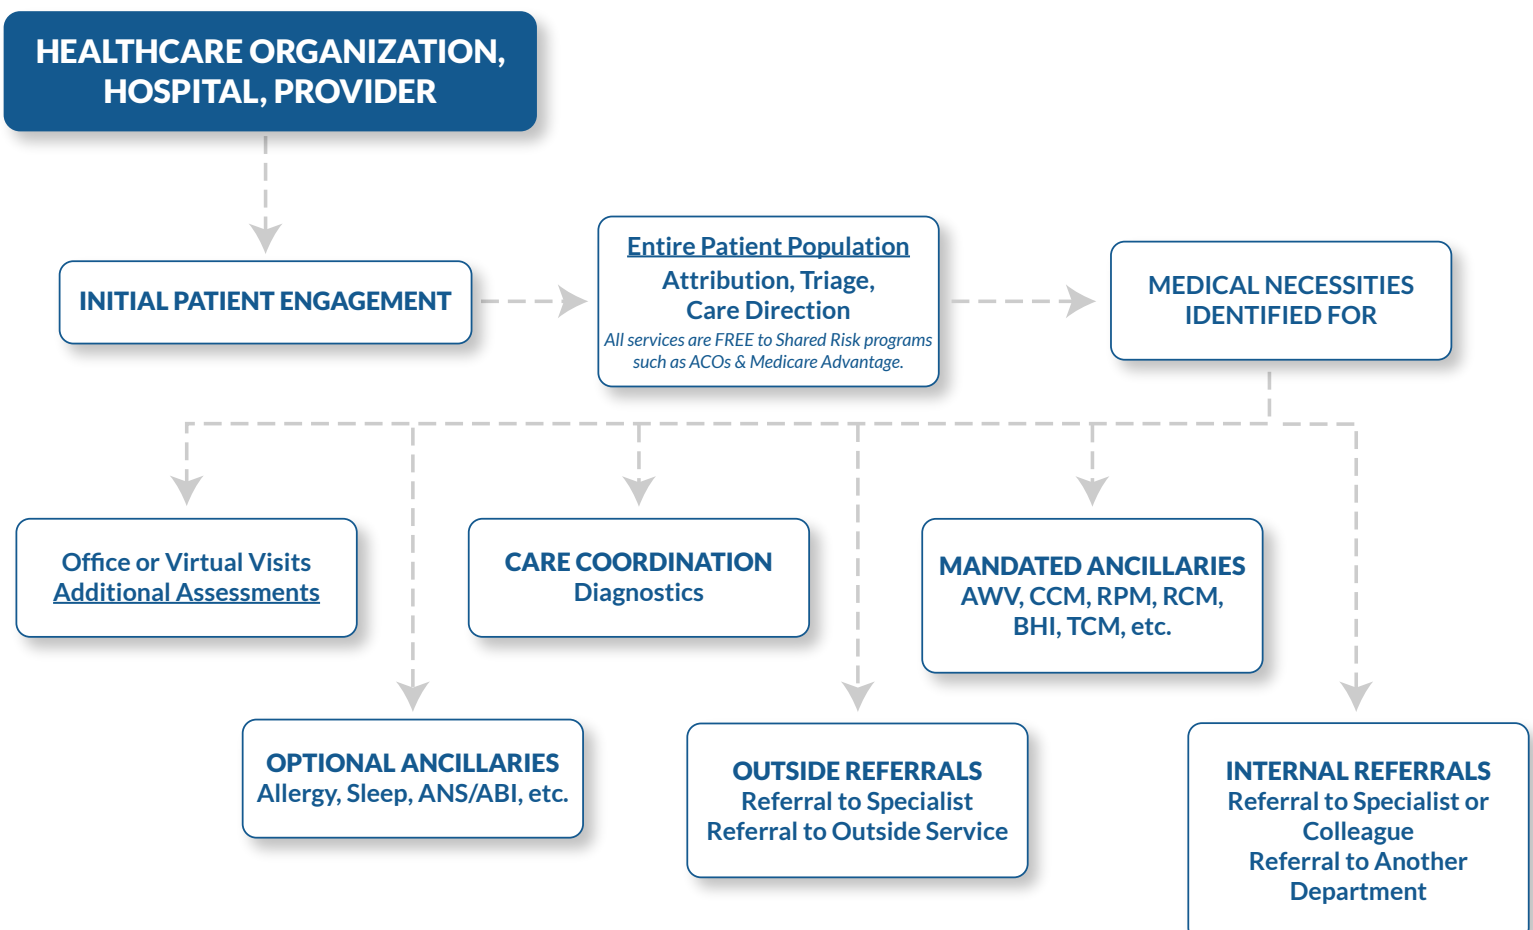 HEALTHCARE ORGANIZATION,
HOSPITAL, PROVIDER
INITIAL PATIENT ENGAGEMENT
Entire Patient Population
Attribution, Triage,
Care Direction
All services are FREE to Shared Risk programs
such as ACOs & Medicare Advantage.
MEDICAL NECESSITIES
IDENTIFIED FOR
Office or Virtual Visits
Additional Assessments
CARE COORDINATION
Diagnostics
MANDATED ANCILLARIES
AWV, CCM, RPM, RCM,
BHI, TCM, etc.
OPTIONAL ANCILLARIES
Allergy, Sleep, ANS/ABI, etc.
OUTSIDE REFERRALS
Referral to Specialist
Referral to Outside Service
INTERNAL REFERRALS
Referral to Specialist or
Colleague
Referral to Another
Department